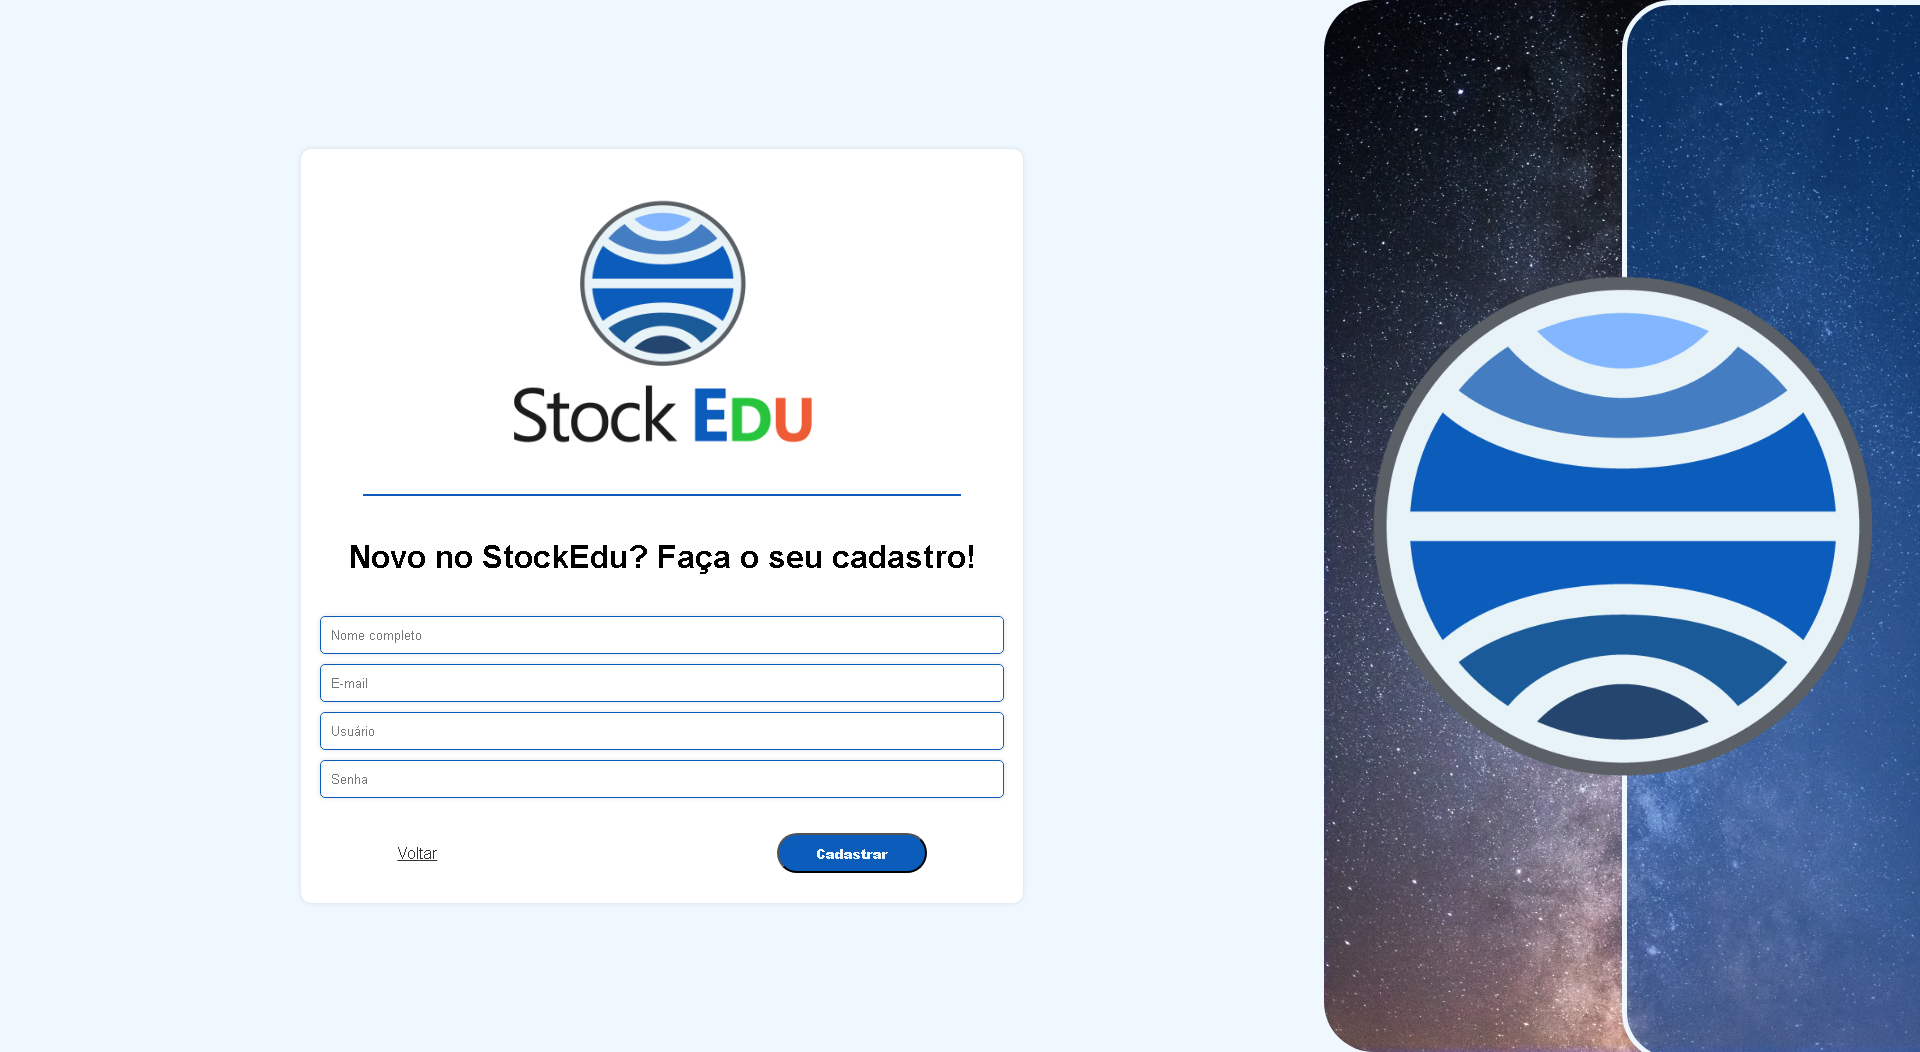 Stock EDU
Novo no StockEdu? Faça o seu cadastro!
Nome completo
E-mail
Usuário
Senha
Voltar
Cadastrar